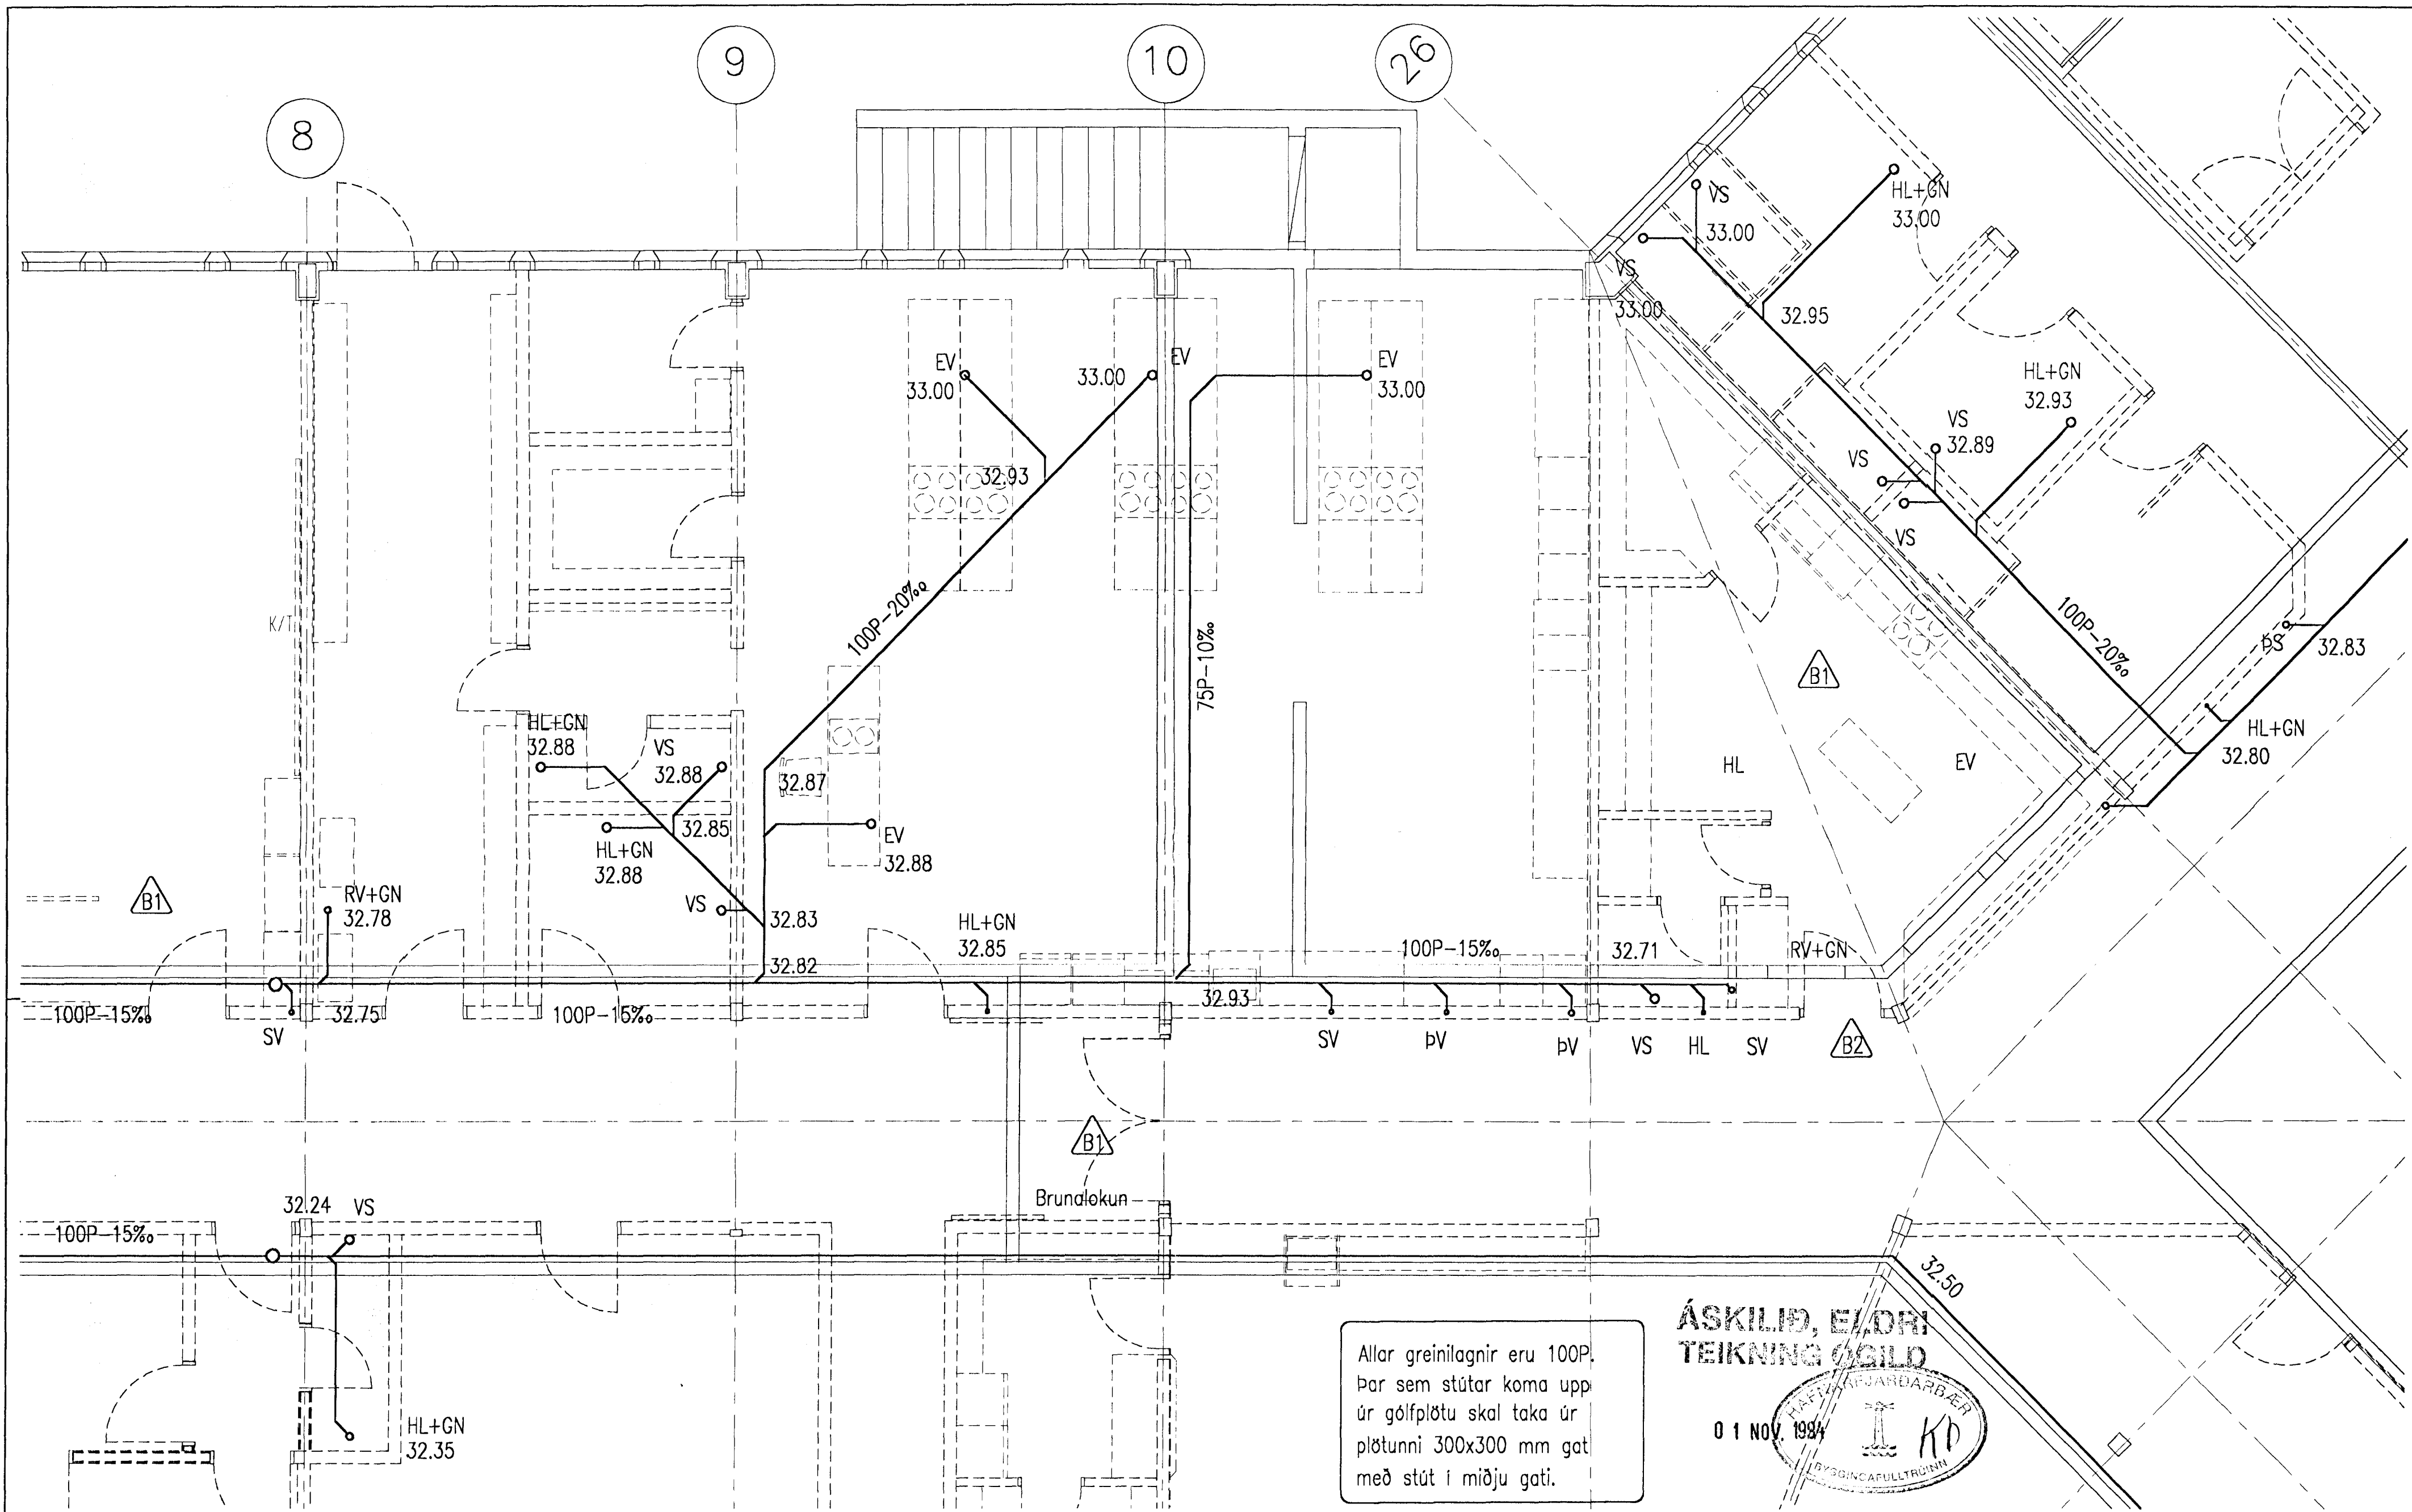 8
9
10
26
VS
33.00
HL+GN
33.00
VS
33.00
32.95
EV
33.00
33.00
EV
EV
33.00
32.93
HL+GN
32.93
VS
32.89
VS
VS
K/T
100P-20‰
75P-10‰
100P-20‰
ÞS
32.83
B1
HL+GN
32.80
HL+GN
32.88
VS
32.88
32.87
HL
EV
32.85
HL+GN
32.88
EV
32.88
B1
RV+GN
32.78
VS
32.83
HL+GN
32.85
32.82
100P-15‰
32.71
RV+GN
100P-15‰
SV
32.75
100P-15‰
32.93
SV
ÞV
ÞV
VS
HL
SV
B2
B1
Brunalokun
32.24
VS
100P-15‰
32.50
HL+GN
32.35
Allar greinilagnir eru 100P.
Þar sem stútar koma upp
úr gólfplötu skal taka úr
plötunni 300x300 mm gat
með stút í miðju gati.
ÁSKILIÐ, ELDRI
TEIKNING ÓGILD
HAFNARFJARÐARBÆR
0 1 NOV. 1994
BYGGINGAFULLTRÚINN